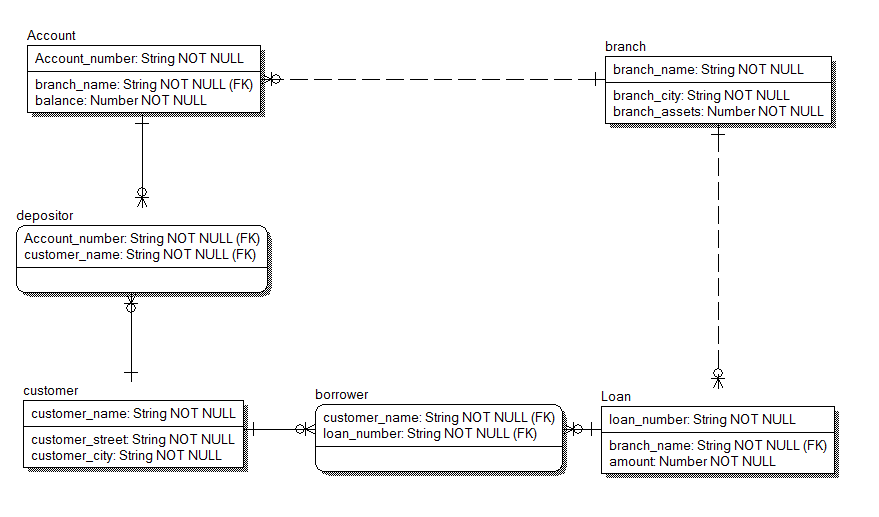 Account
Account_number: String NOT NULL
branch_name: String NOT NULL (FK)
balance: Number NOT NULL
branch
branch_name: String NOT NULL
branch_city: String NOT NULL
branch_assets: Number NOT NULL
depositor
Account_number: String NOT NULL (FK)
customer_name: String NOT NULL (FK)
customer
customer_name: String NOT NULL
customer_street: String NOT NULL
customer_city: String NOT NULL
borrower
customer_name: String NOT NULL (FK)
loan_number: String NOT NULL (FK)
Loan
loan_number: String NOT NULL
branch_name: String NOT NULL (FK)
amount: Number NOT NULL